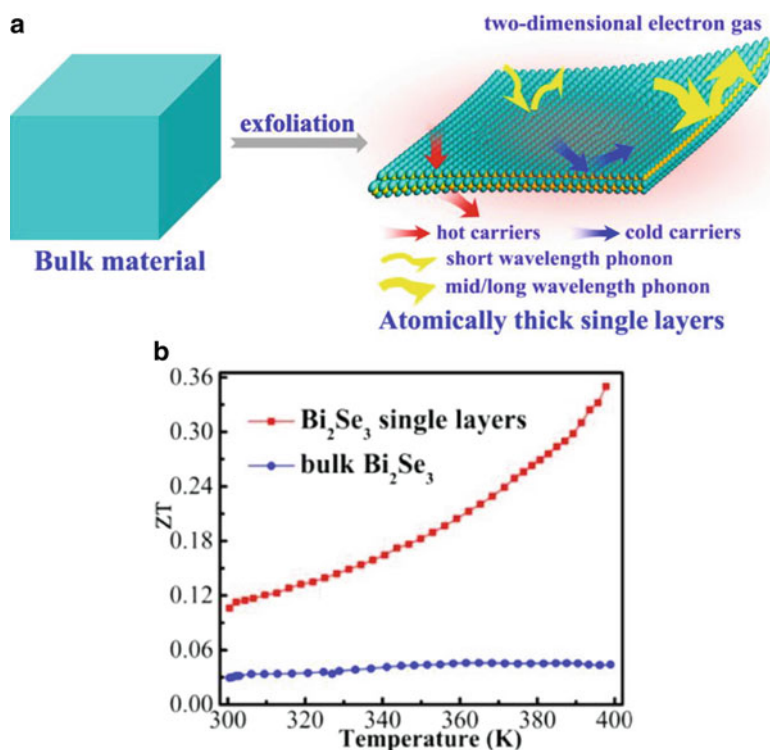 a
two-dimensional electron gas
exfoliation
Bulk material
hot carriers
cold carriers
short wavelength phonon
mid/long wavelength phonon
Atomically thick single layers
b
0.36
0.30
0.24
0.18
0.12
0.06
0.00
ZT
Bi₂Se₃ single layers
bulk Bi₂Se₃
300 320 340 360 380 400
Temperature (K)